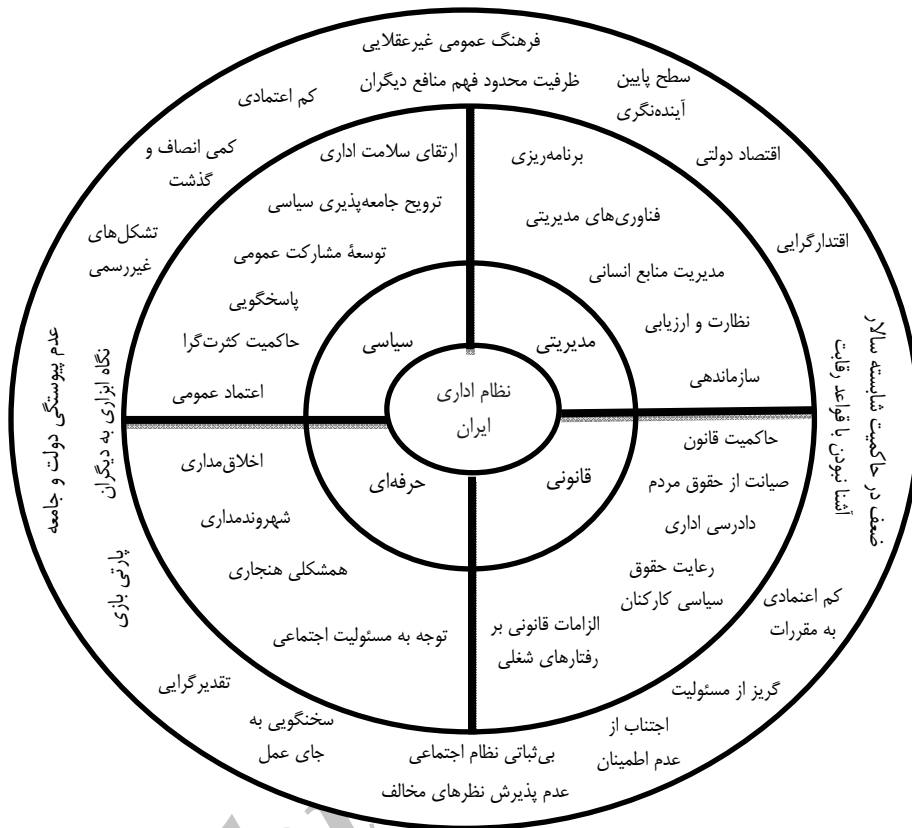 فرهنگ عمومی غیرعقلایی
ظرفیت محدود فهم منافع دیگران
سطح پایین
آینده‌نگری
اقتصاد دولتی
اقتدارگرایی
ضعف در حاکمیت شایسته سالار
آشنا نبودن با قواعد رقابت
کم اعتمادی
به مقررات
گریز از مسئولیت
اجتناب از
عدم اطمینان
بی‌ثباتی نظام اجتماعی
عدم پذیرش نظرهای مخالف
سخنگویی به
جای عمل
تقدیرگرایی
پارتی بازی
نگاه ابزاری به دیگران
عدم پیوستگی دولت و جامعه
تشکل‌های
غیررسمی
کمی انصاف و
گذشت
کم اعتمادی
برنامه‌ریزی
فناوری‌های مدیریتی
مدیریت منابع انسانی
نظارت و ارزیابی
سازماندهی
مدیریتی
ارتقای سلامت اداری
ترویج جامعه‌پذیری سیاسی
توسعهٔ مشارکت عمومی
پاسخگویی
حاکمیت کثرت‌گرا
اعتماد عمومی
سیاسی
نظام اداری
ایران
قانونی
حاکمیت قانون
صیانت از حقوق مردم
دادرسی اداری
رعایت حقوق
سیاسی کارکنان
الزامات قانونی بر
رفتارهای شغلی
حرفه‌ای
اخلاق‌مداری
شهروندمداری
همشکلی هنجاری
توجه به مسئولیت اجتماعی